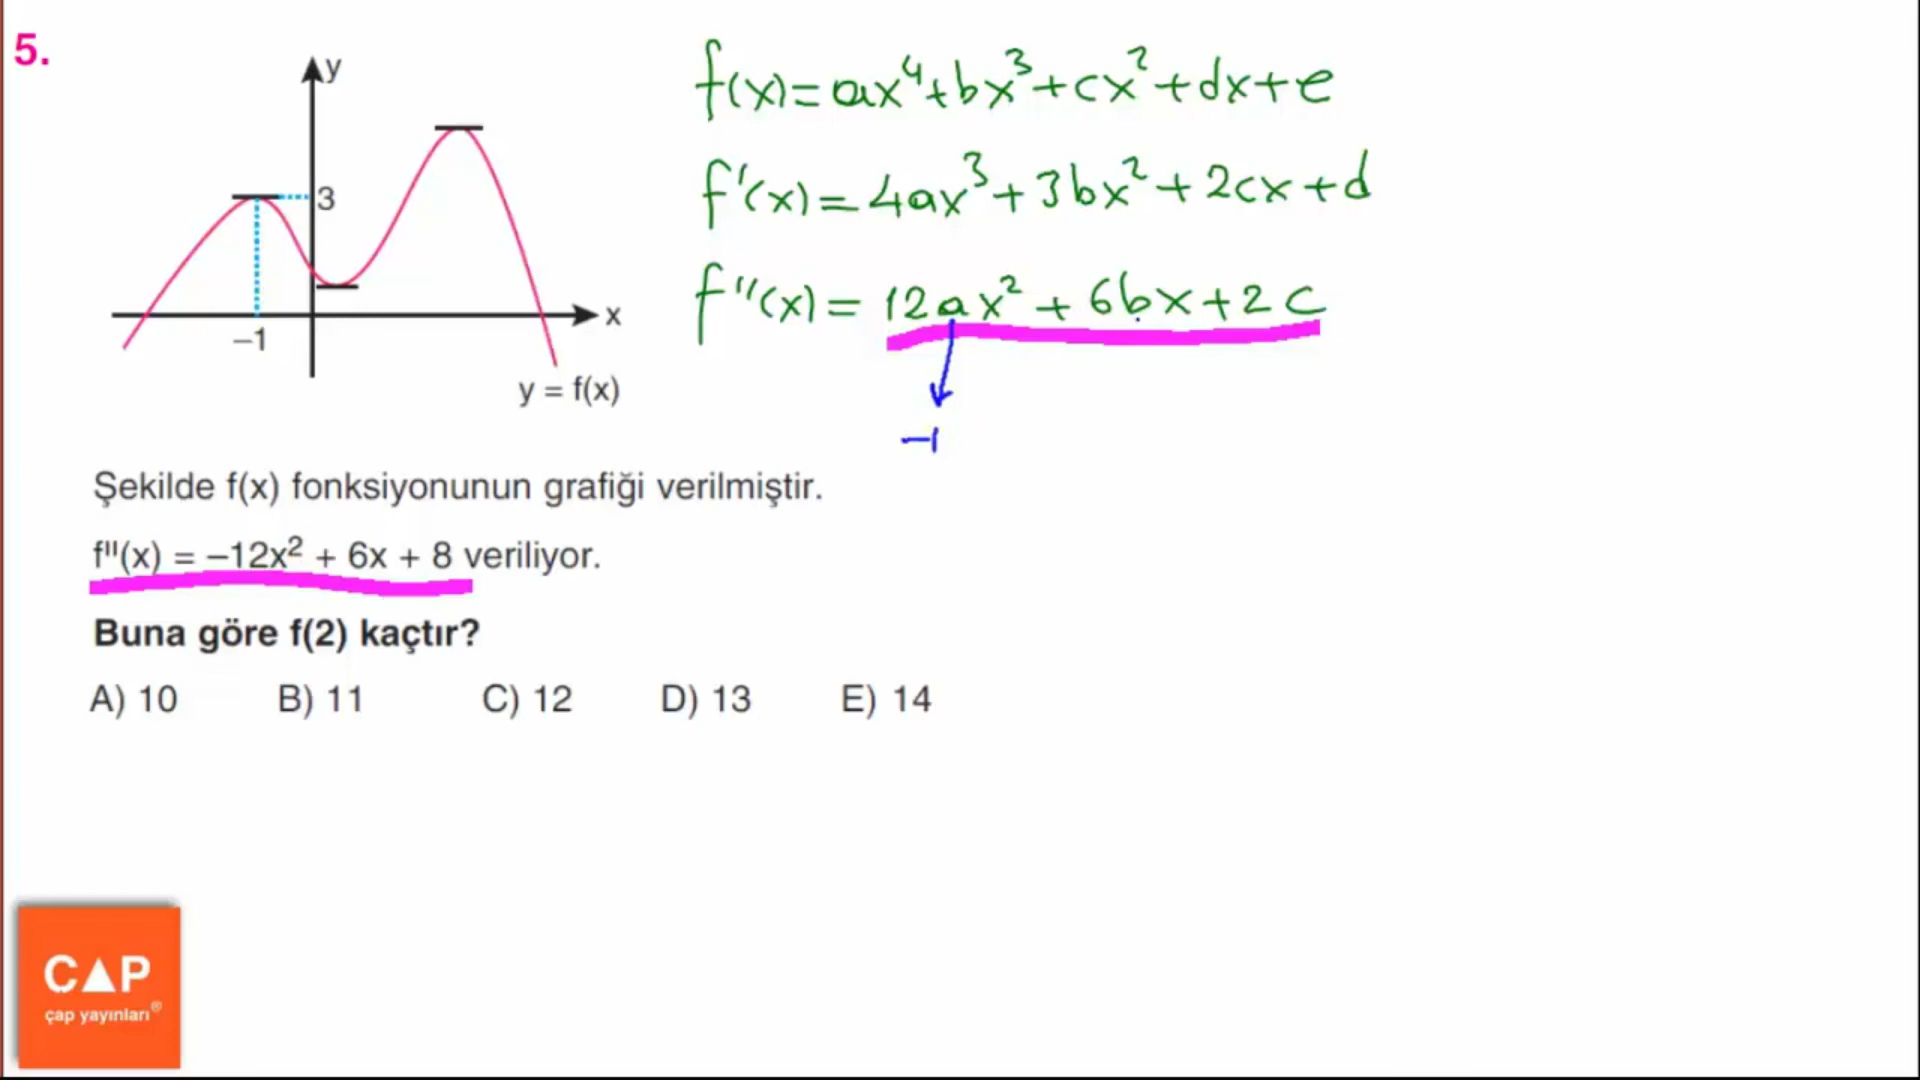 5.
y
3
x
–1
y = f(x)
f(x)=ax⁴+bx³+cx²+dx+e
f'(x)=4ax³+3bx²+2cx+d
f''(x)=12ax²+6bx+2c
–1
Şekilde f(x) fonksiyonunun grafiği verilmiştir.
f''(x) = –12x² + 6x + 8 veriliyor.
Buna göre f(2) kaçtır?
A) 10 B) 11 C) 12 D) 13 E) 14
C▲P
çap yayınları®